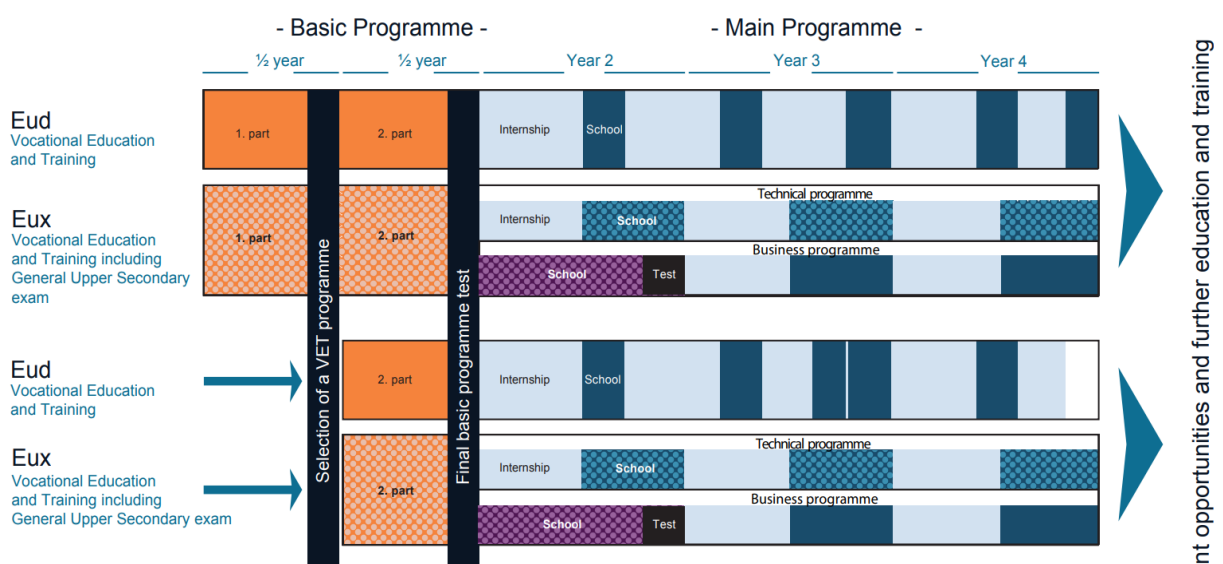 - Basic Programme -
- Main Programme -
½ year
½ year
Year 2
Year 3
Year 4
Eud
Vocational Education
and Training
1. part
2. part
Internship
School
Eux
Vocational Education
and Training including
General Upper Secondary
exam
1. part
2. part
Technical programme
Internship
School
Business programme
School
Test
Selection of a VET programme
Final basic programme test
Eud
Vocational Education
and Training
2. part
Internship
School
Eux
Vocational Education
and Training including
General Upper Secondary exam
2. part
Technical programme
Internship
School
Business programme
School
Test
nt opportunities and further education and training